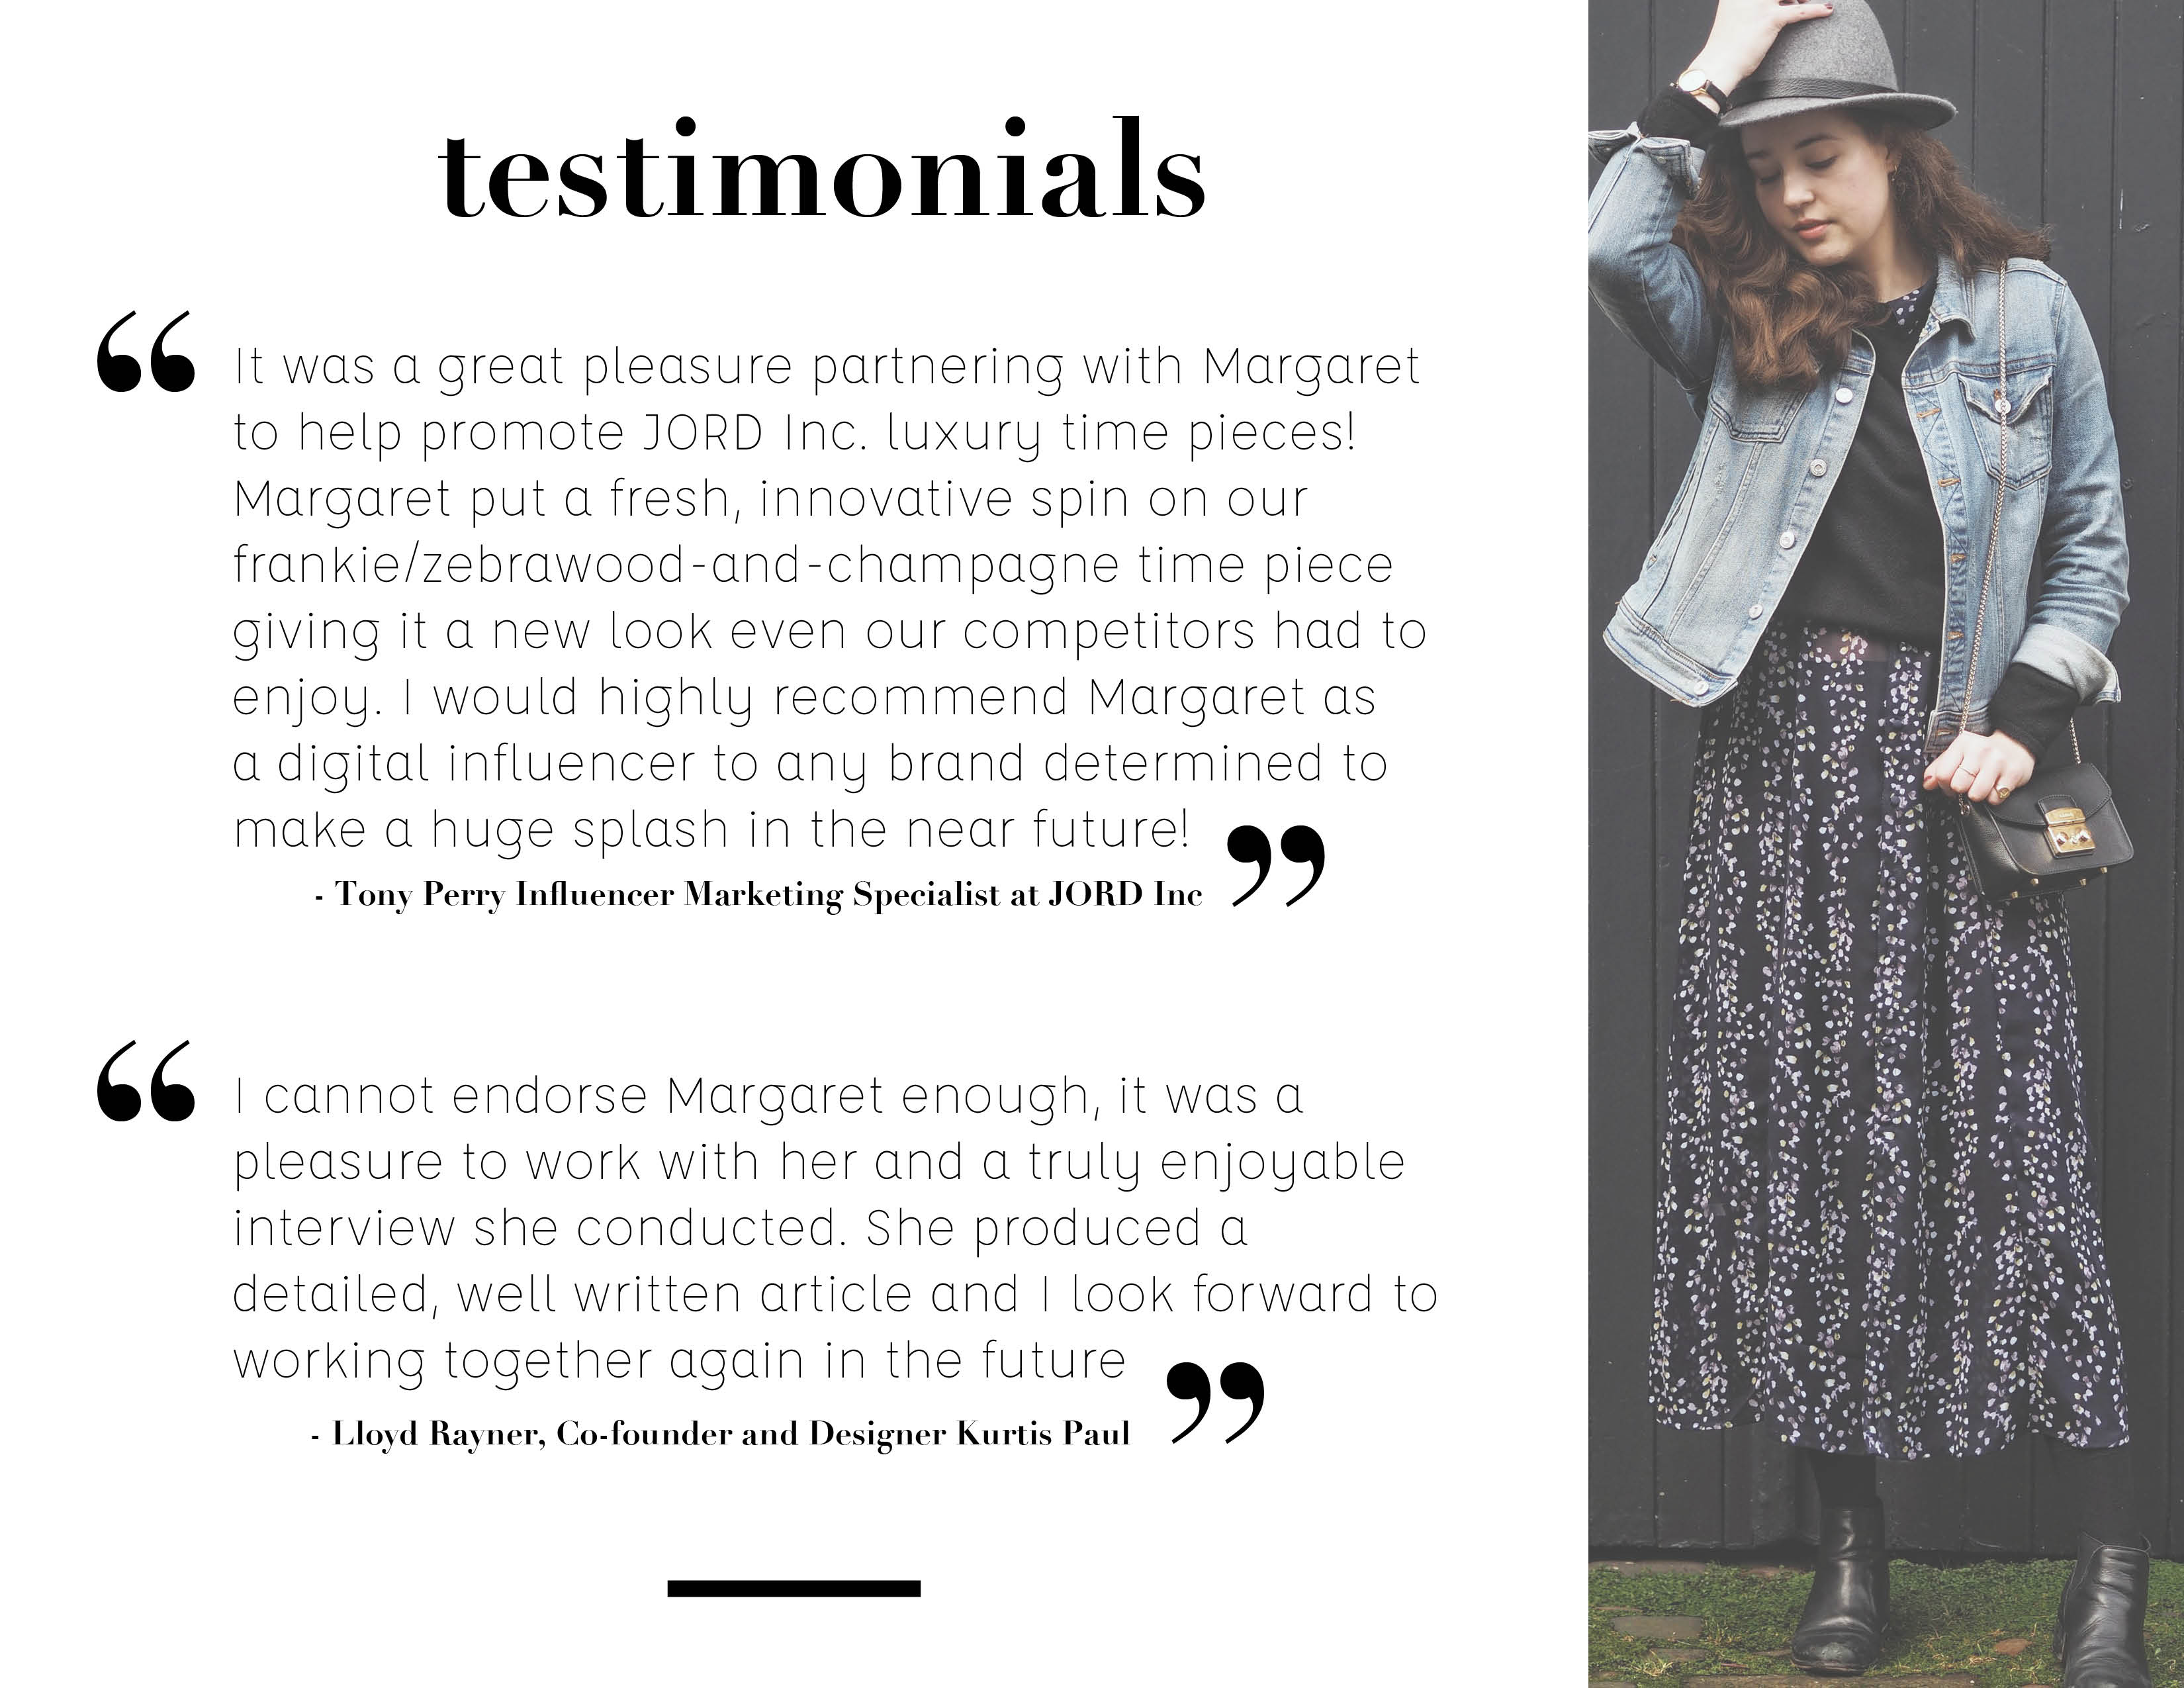 testimonials
“ It was a great pleasure partnering with Margaret
to help promote JORD Inc. luxury time pieces!
Margaret put a fresh, innovative spin on our
frankie/zebrawood-and-champagne time piece
giving it a new look even our competitors had to
enjoy. I would highly recommend Margaret as
a digital influencer to any brand determined to
make a huge splash in the near future! ”
- Tony Perry Influencer Marketing Specialist at JORD Inc
“ I cannot endorse Margaret enough, it was a
pleasure to work with her and a truly enjoyable
interview she conducted. She produced a
detailed, well written article and I look forward to
working together again in the future ”
- Lloyd Rayner, Co-founder and Designer Kurtis Paul